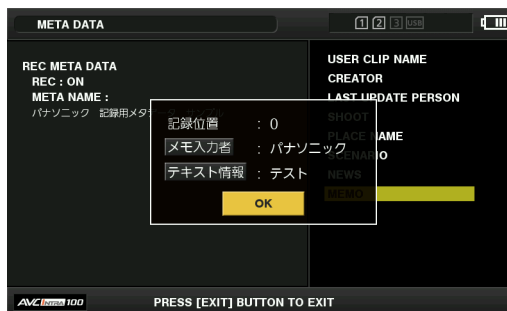 META DATA
1 2 3 USB
REC META DATA
REC : ON
META NAME :
パナソニック 記録用メタ
USER CLIP NAME
CREATOR
LAST UPDATE PERSON
SHOOT
PLACE NAME
SCENARIO
NEWS
MEMO
記録位置 : 0
メモ入力者 : パナソニック
テキスト情報 : テスト
OK
AVC INTRA 100
PRESS [EXIT] BUTTON TO EXIT